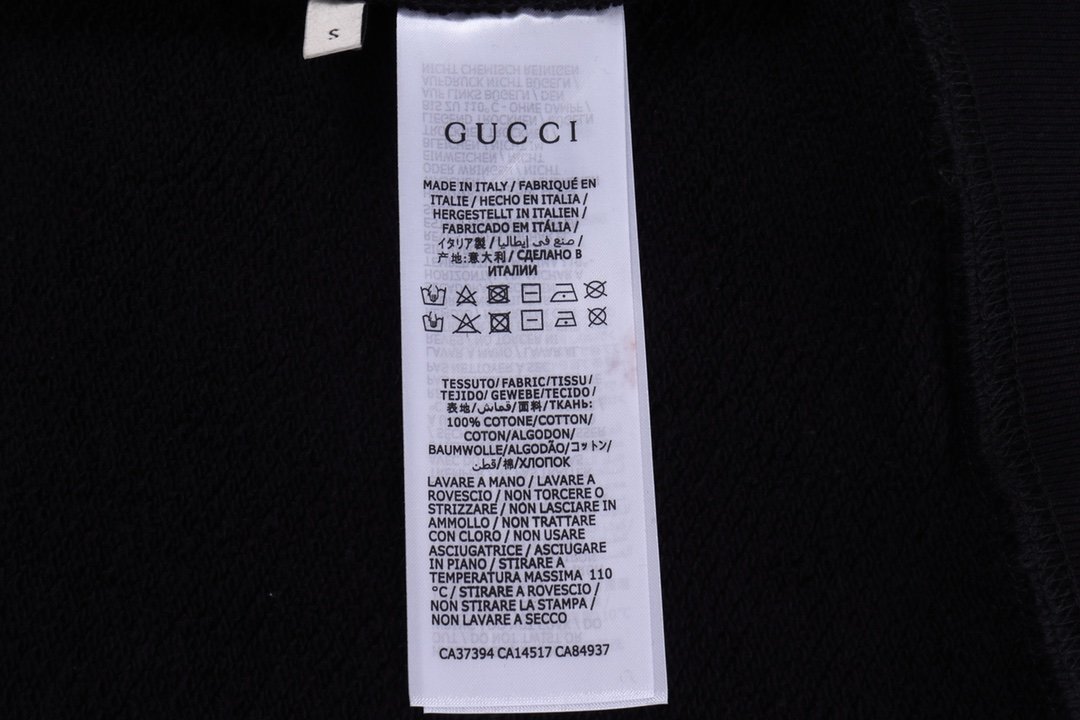 S
GUCCI
MADE IN ITALY / FABRIQUÉ EN
ITALIE / HECHO EN ITALIA /
HERGESTELLT IN ITALIEN /
FABRICADO EM ITÁLIA /
イタリア製 / صنع في إيطاليا /
产地:意大利 / СДЕЛАНО В
ИТАЛИИ
TESSUTO/FABRIC/TISSU/
TEJIDO/ GEWEBE/TECIDO/
表地/قماش/面料/ТКАНЬ:
100% COTONE/COTTON/
COTON/ALGODON/
BAUMWOLLE/ALGODÃO/コットン/
قطن/棉/ХЛОПОК
LAVARE A MANO / LAVARE A
ROVESCIO / NON TORCERE O
STRIZZARE / NON LASCIARE IN
AMMOLLO / NON TRATTARE
CON CLORO / NON USARE
ASCIUGATRICE / ASCIUGARE
IN PIANO / STIRARE A
TEMPERATURA MASSIMA 110
°C / STIRARE A ROVESCIO /
NON STIRARE LA STAMPA /
NON LAVARE A SECCO
CA37394 CA14517 CA84937